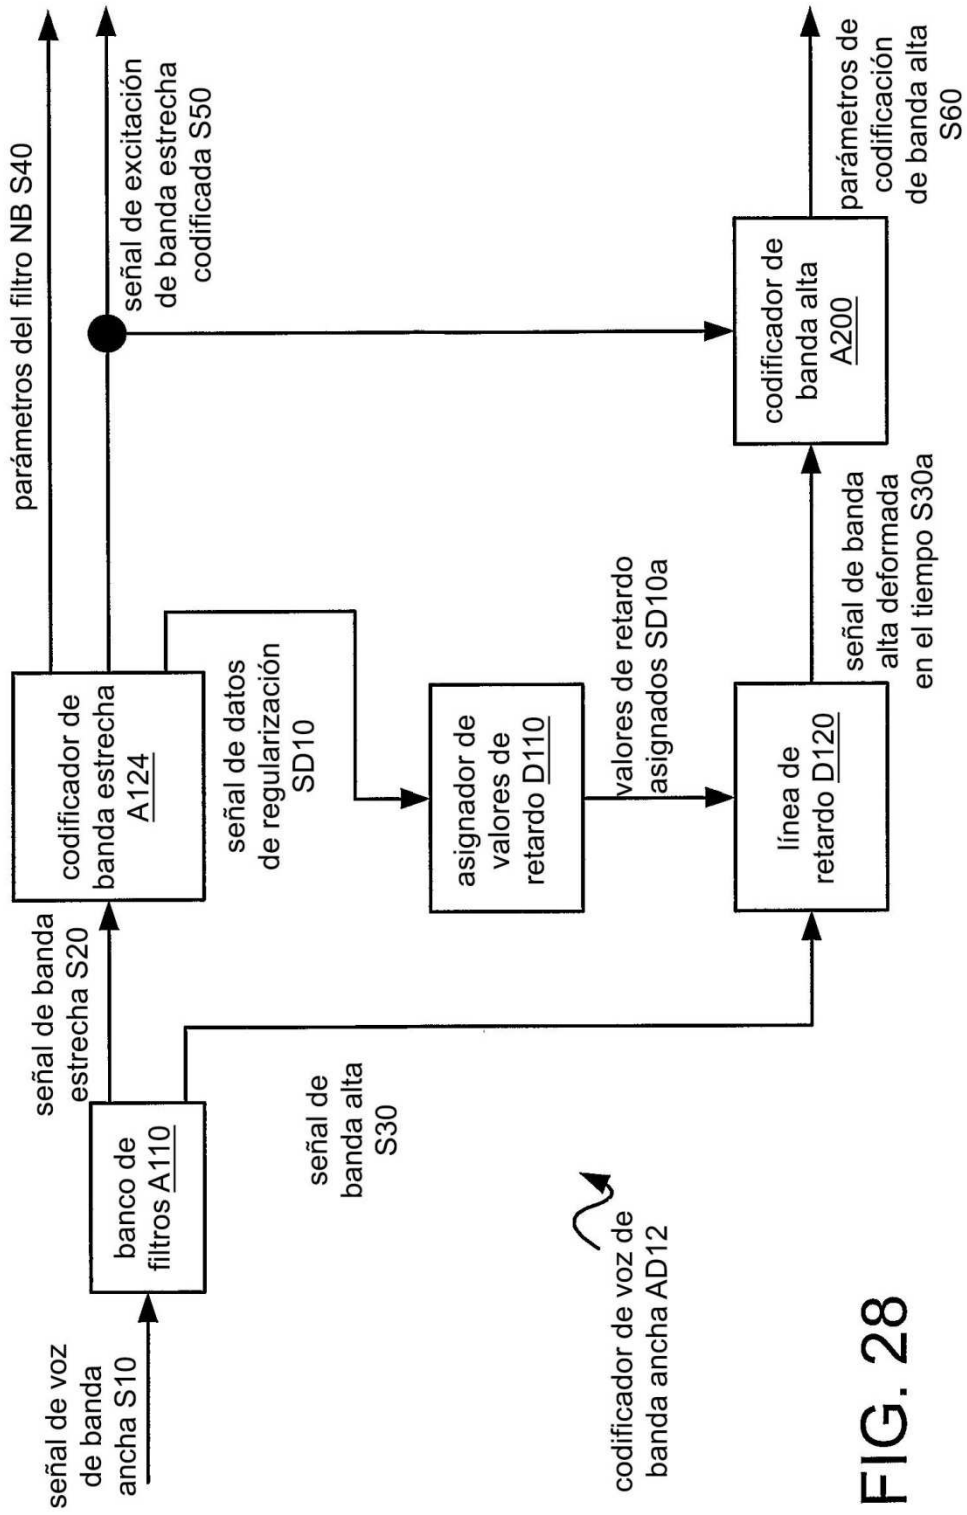 señal de voz
de banda
ancha S10
banco de
filtros A110
señal de banda
estrecha S20
codificador de
banda estrecha
A124
parámetros del filtro NB S40
señal de excitación
de banda estrecha
codificada S50
señal de datos
de regularización
SD10
señal de
banda alta
S30
asignador de
valores de
retardo D110
valores de retardo
asignados SD10a
línea de
retardo D120
señal de banda
alta deformada
en el tiempo S30a
codificador de
banda alta
A200
parámetros de
codificación
de banda alta
S60
codificador de voz de
banda ancha AD12
FIG. 28